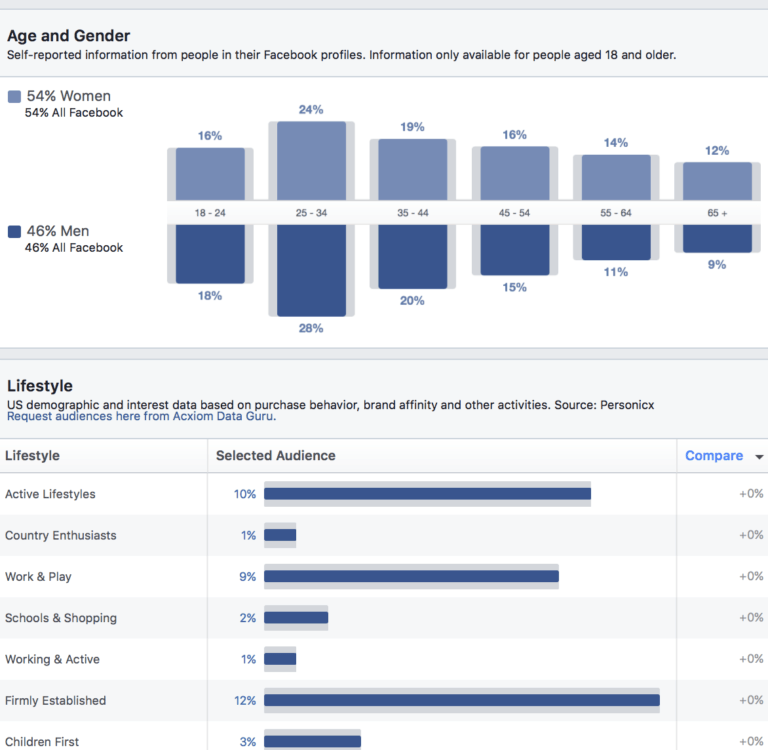 Age and Gender
Self-reported information from people in their Facebook profiles. Information only available for people aged 18 and older.
54% Women
54% All Facebook
16%
24%
19%
16%
14%
12%
18 - 24
25 - 34
35 - 44
45 - 54
55 - 64
65 +
46% Men
46% All Facebook
18%
28%
20%
15%
11%
9%
Lifestyle
US demographic and interest data based on purchase behavior, brand affinity and other activities. Source: Personicx
Request audiences here from Acxiom Data Guru.
Lifestyle Selected Audience Compare
Active Lifestyles 10% +0%
Country Enthusiasts 1% +0%
Work & Play 9% +0%
Schools & Shopping 2% +0%
Working & Active 1% +0%
Firmly Established 12% +0%
Children First 3% +0%